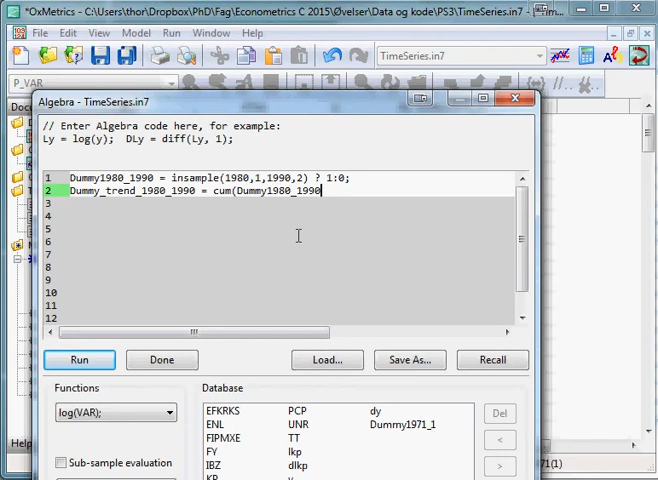 *OxMetrics - C:\Users\thor\Dropbox\PhD\Fag\Econometrics C 2015\Øvelser\Data og kode\PS3\TimeSeries.in7 - [Tim
File Edit View Algebra Model Run Window Help
TimeSeries.in7
P_VAR
Docu
Algebra - TimeSeries.in7
// Enter Algebra code here, for example:
Ly = log(y); DLy = diff(Ly, 1);
1 Dummy1980_1990 = insample(1980,1,1990,2) ? 1:0;
2 Dummy_trend_1980_1990 = cum(Dummy1980_1990
3
4
5
6
7
8
9
10
11
12
Run Done Load... Save As... Recall
Functions Database
log(VAR);
EFKRKS PCP dy
ENL UNR Dummy1971_1
FIPMXE TT
FY lkp
IBZ dlkp
Del
<
>
Sub-sample evaluation
Help
71(1)